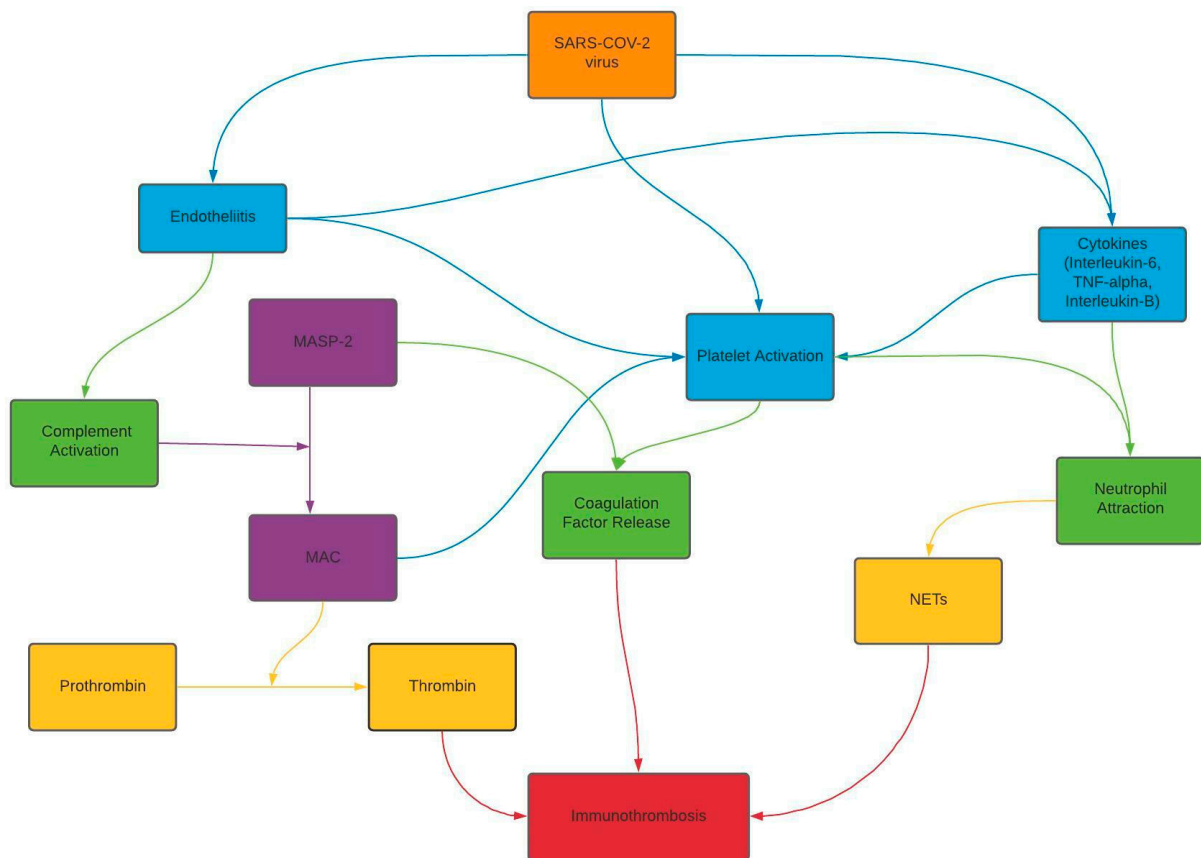 SARS-COV-2
virus
Endotheliitis
Cytokines
(Interleukin-6,
TNF-alpha,
Interleukin-B)
MASP-2
Platelet Activation
Complement
Activation
Coagulation
Factor Release
Neutrophil
Attraction
MAC
NETs
Prothrombin
Thrombin
Immunothrombosis